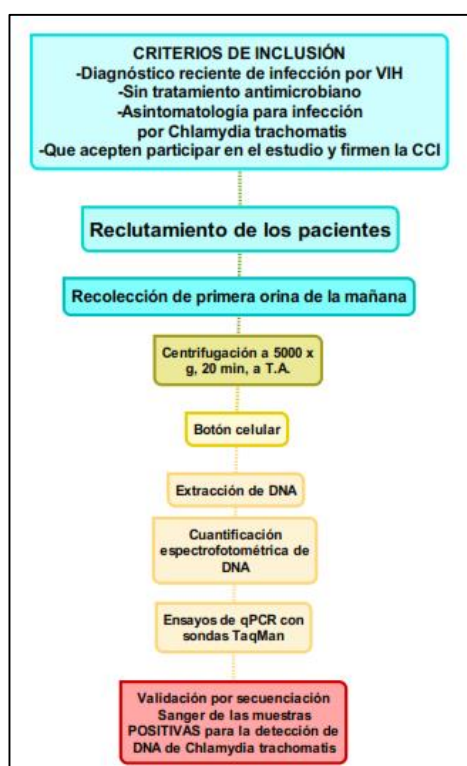 CRITERIOS DE INCLUSIÓN
-Diagnóstico reciente de infección por VIH
-Sin tratamiento antimicrobiano
-Asintomatología para infección
por Chlamydia trachomatis
-Que acepten participar en el estudio y firmen la CCI
Reclutamiento de los pacientes
Recolección de primera orina de la mañana
Centrifugación a 5000 x
g, 20 min, a T.A.
Botón celular
Extracción de DNA
Cuantificación
espectrofotométrica de
DNA
Ensayos de qPCR con
sondas TaqMan
Validación por secuenciación
Sanger de las muestras
POSITIVAS para la detección de
DNA de Chlamydia trachomatis